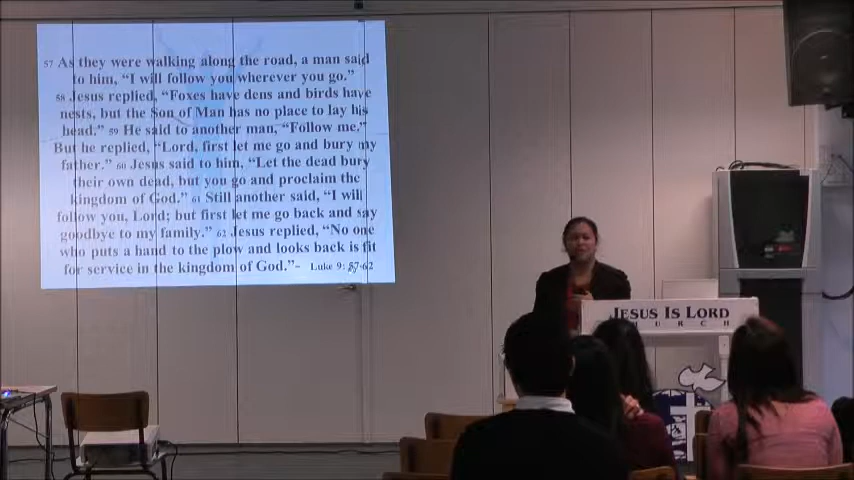 57 As they were walking along the road, a man said
to him, “I will follow you wherever you go.”
58 Jesus replied, “Foxes have dens and birds have
nests, but the Son of Man has no place to lay his
head.” 59 He said to another man, “Follow me.”
But he replied, “Lord, first let me go and bury my
father.” 60 Jesus said to him, “Let the dead bury
their own dead, but you go and proclaim the
kingdom of God.” 61 Still another said, “I will
follow you, Lord; but first let me go back and say
goodbye to my family.” 62 Jesus replied, “No one
who puts a hand to the plow and looks back is fit
for service in the kingdom of God.”- Luke 9: 57-62
JESUS IS LORD
CHURCH